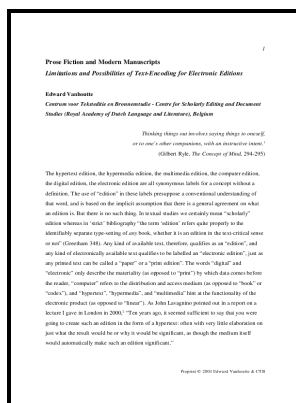 1
Prose Fiction and Modern Manuscripts
Limitations and Possibilities of Text-Encoding for Electronic Editions
Edward Vanhoutte
Centrum voor Teksteditie en Bronnenstudie - Centre for Scholarly Editing and Document
Studies (Royal Academy of Dutch Language and Literature), Belgium
Thinking things out involves saying things to oneself,
or to one's other companions, with an instructive intent.¹
(Gilbert Ryle, The Concept of Mind, 294-295)
The hypertext edition, the hypermedia edition, the multimedia edition, the computer edition,
the digital edition, the electronic edition are all synonymous labels for a concept without a
definition. The use of "edition" in these labels presuppose a conventional understanding of
that word, and is based on the implicit assumption that there is a general agreement on what
an edition is. But there is no such thing. In textual studies we certainly mean "scholarly"
edition whereas in 'strict' bibliography "the term 'edition' refers quite properly to the
identifiably separate type-setting of any book, whether it is an edition in the text-critical sense
or not" (Greetham 348). Any kind of available text, therefore, qualifies as an "edition", and
any kind of electronically available text qualifies to be labelled an "electronic edition", just as
any printed text can be called a "paper" or a "print edition". The words "digital" and
"electronic" only describe the materiality (as opposed to "print") by which data comes before
the reader; "computer" refers to the distribution and access medium (as opposed to "book" or
"codex"), and "hypertext", "hypermedia", and "multimedia" hint at the functionality of the
electronic product (as opposed to "linear"). As John Lavagnino pointed out in a report on a
lecture I gave in London in 2000,² "Ten years ago, it seemed sufficient to say that you were
going to create such an edition in the form of a hypertext: often with very little elaboration on
just what the result would be or why it would be significant, as though the medium itself
would automatically make such an edition significant."
Preprint © 2003 Edward Vanhoutte & CTB